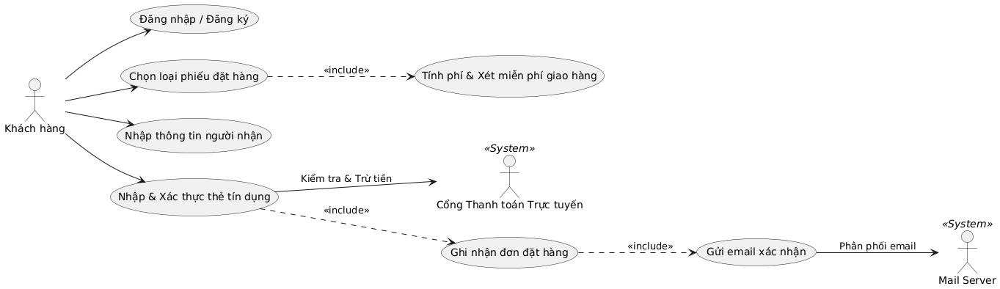 Đăng nhập / Đăng ký
Chọn loại phiếu đặt hàng
«include»
Tính phí & Xét miễn phí giao hàng
Khách hàng
Nhập thông tin người nhận
«System»
Kiểm tra & Trừ tiền
Nhập & Xác thực thẻ tín dụng
Cổng Thanh toán Trực tuyến
«include»
«System»
Ghi nhận đơn đặt hàng
«include»
Gửi email xác nhận
Phân phối email
Mail Server